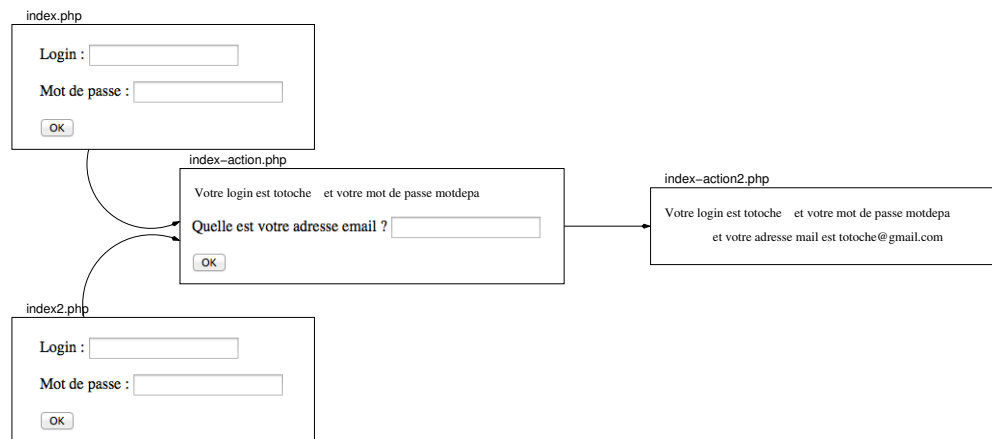 index.php
Login :
Mot de passe :
OK
index-action.php
Votre login est totoche et votre mot de passe motdepa
Quelle est votre adresse email ?
OK
index-action2.php
Votre login est totoche et votre mot de passe motdepa
et votre adresse mail est totoche@gmail.com
index2.php
Login :
Mot de passe :
OK